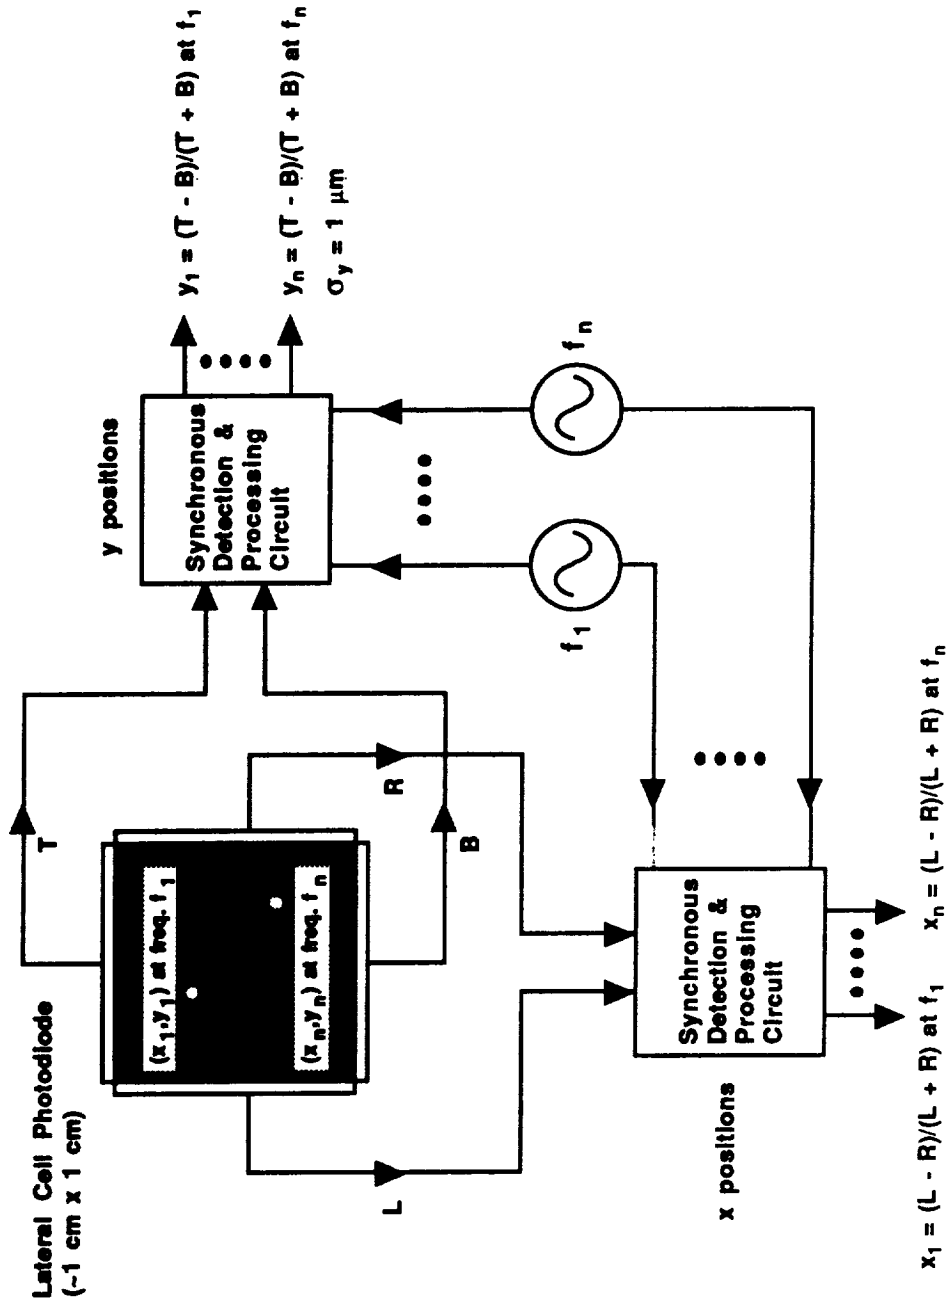 Lateral Cell Photodiode
(~1 cm x 1 cm)
T
(x₁,y₁) at freq. f₁
(xₙ,yₙ) at freq. fₙ
L
R
B
y positions
Synchronous
Detection &
Processing
Circuit
y₁ = (T - B)/(T + B) at f₁
yₙ = (T - B)/(T + B) at fₙ
σ_y = 1 μm
f₁
fₙ
x positions
Synchronous
Detection &
Processing
Circuit
x₁ = (L - R)/(L + R) at f₁
xₙ = (L - R)/(L + R) at fₙ